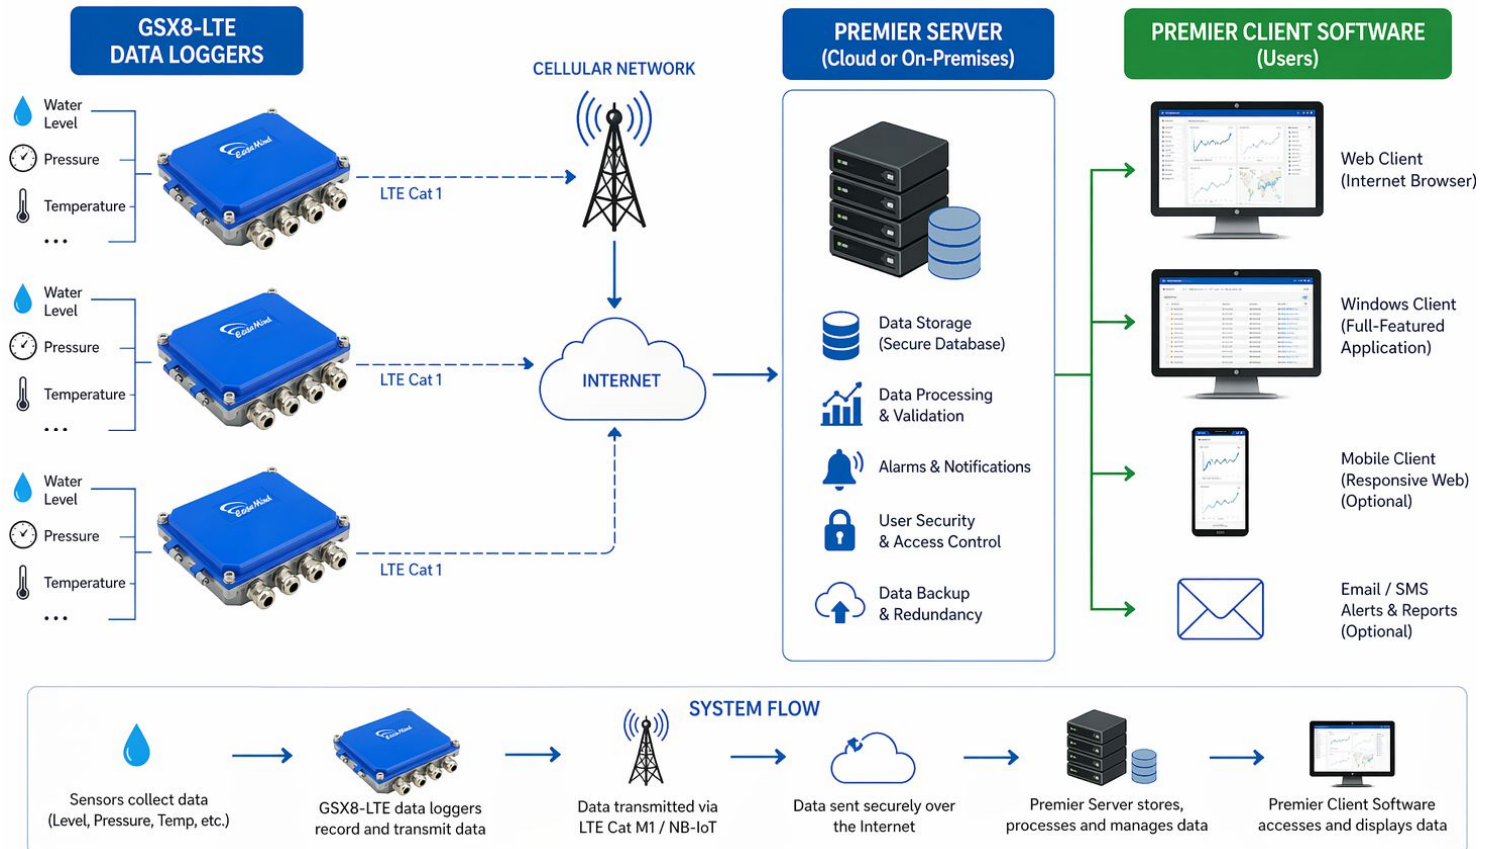 GSX8-LTE
DATA LOGGERS
PREMIER SERVER
(Cloud or On-Premises)
PREMIER CLIENT SOFTWARE
(Users)
CELLULAR NETWORK
Water
Level
Pressure
Temperature
...
LTE Cat 1
Water
Level
Pressure
Temperature
...
LTE Cat 1
Water
Level
Pressure
Temperature
...
LTE Cat 1
INTERNET
Data Storage
(Secure Database)
Data Processing
& Validation
Alarms & Notifications
User Security
& Access Control
Data Backup
& Redundancy
Web Client
(Internet Browser)
Windows Client
(Full-Featured
Application)
Mobile Client
(Responsive Web)
(Optional)
Email / SMS
Alerts & Reports
(Optional)
SYSTEM FLOW
Sensors collect data
(Level, Pressure, Temp, etc.)
GSX8-LTE data loggers
record and transmit data
Data transmitted via
LTE Cat M1 / NB-IoT
Data sent securely over
the Internet
Premier Server stores,
processes and manages data
Premier Client Software
accesses and displays data